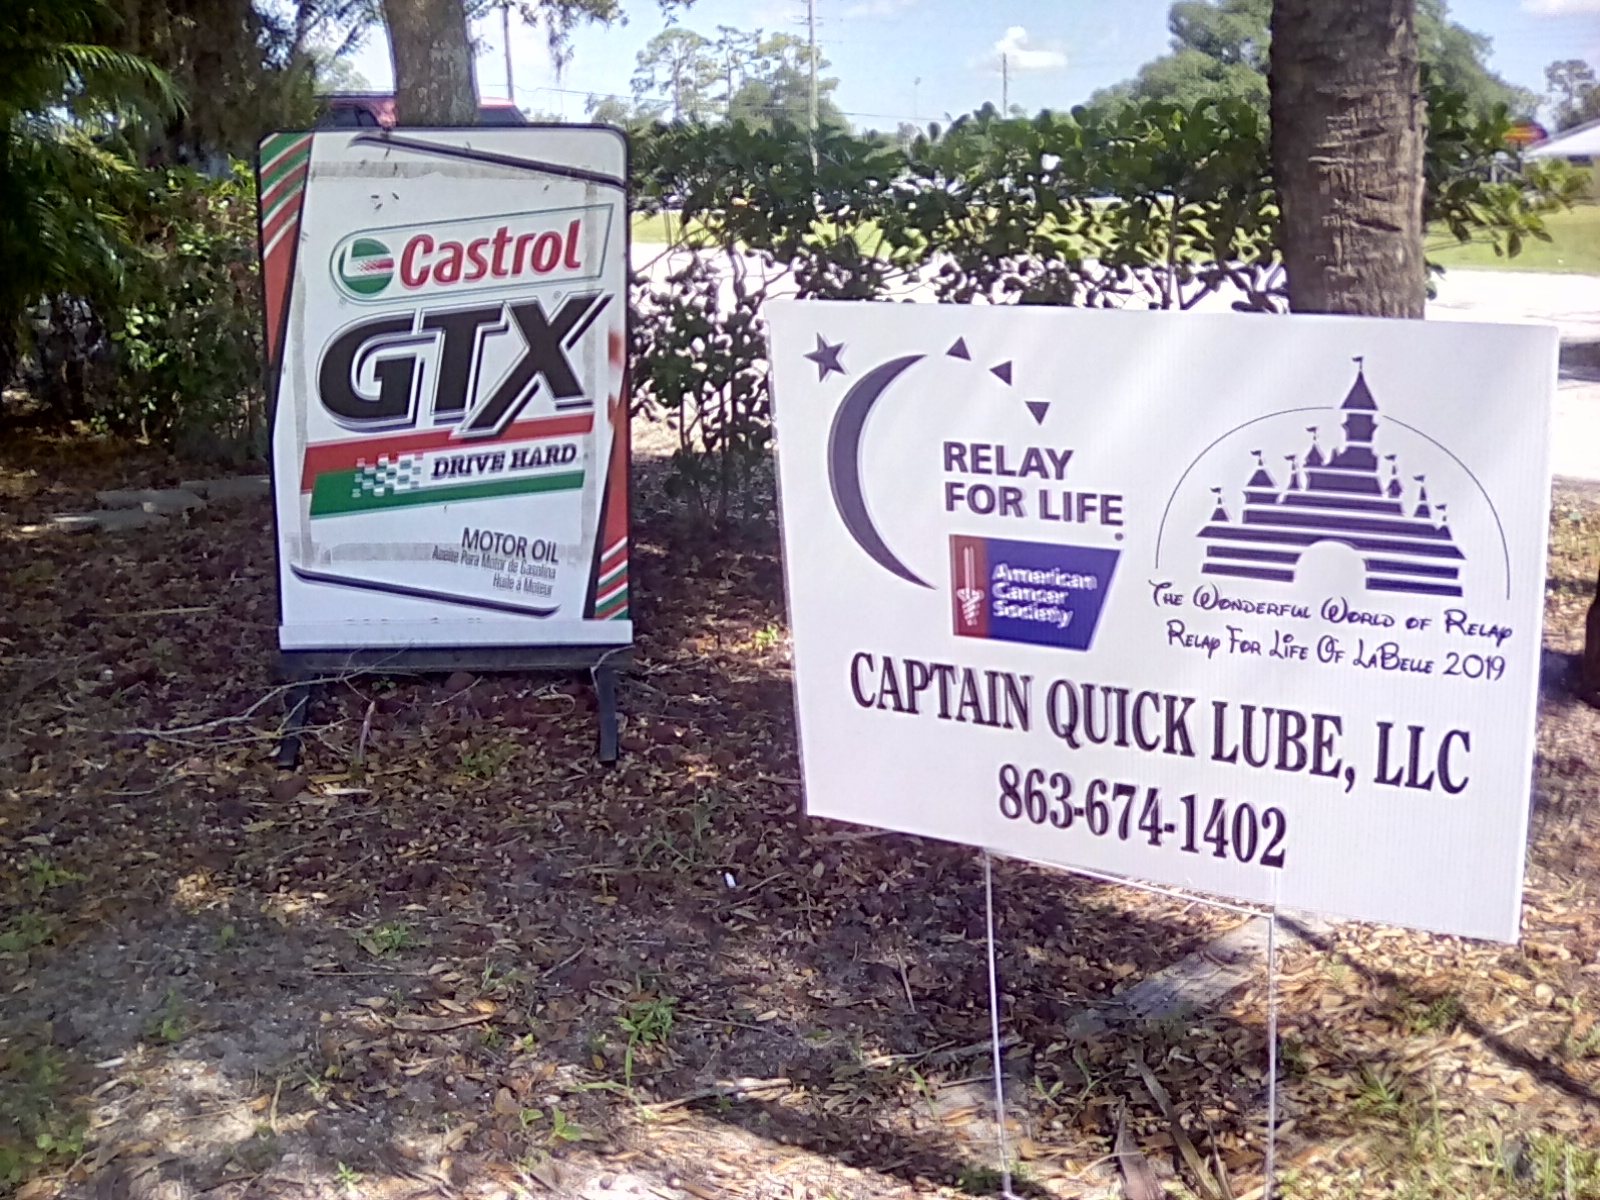 Castrol
GTX
DRIVE HARD
MOTOR OIL
Aceite Para Motor de Gasolina
Huile à Moteur
RELAY
FOR LIFE
American
Cancer
Society
THE WONDERFUL WORLD OF RELAY
RELAY FOR LIFE OF LABELLE 2019
CAPTAIN QUICK LUBE, LLC
863-674-1402